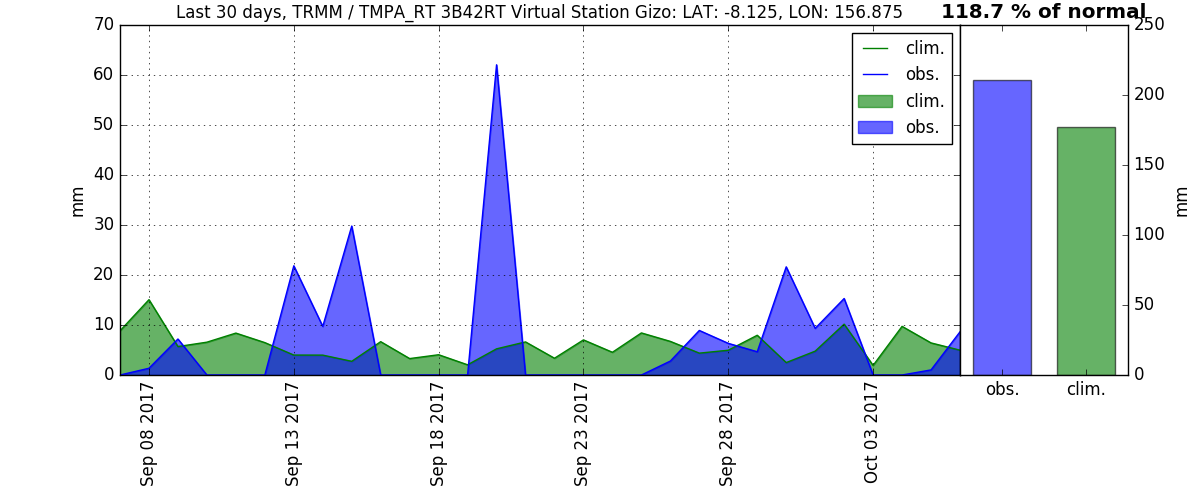 Last 30 days, TRMM / TMPA_RT 3B42RT Virtual Station Gizo: LAT: -8.125, LON: 156.875
118.7 % of normal
70
60
50
40
30
20
10
0
mm
clim.
obs.
clim.
obs.
Sep 08 2017
Sep 13 2017
Sep 18 2017
Sep 23 2017
Sep 28 2017
Oct 03 2017
250
200
150
100
50
0
mm
obs.
clim.